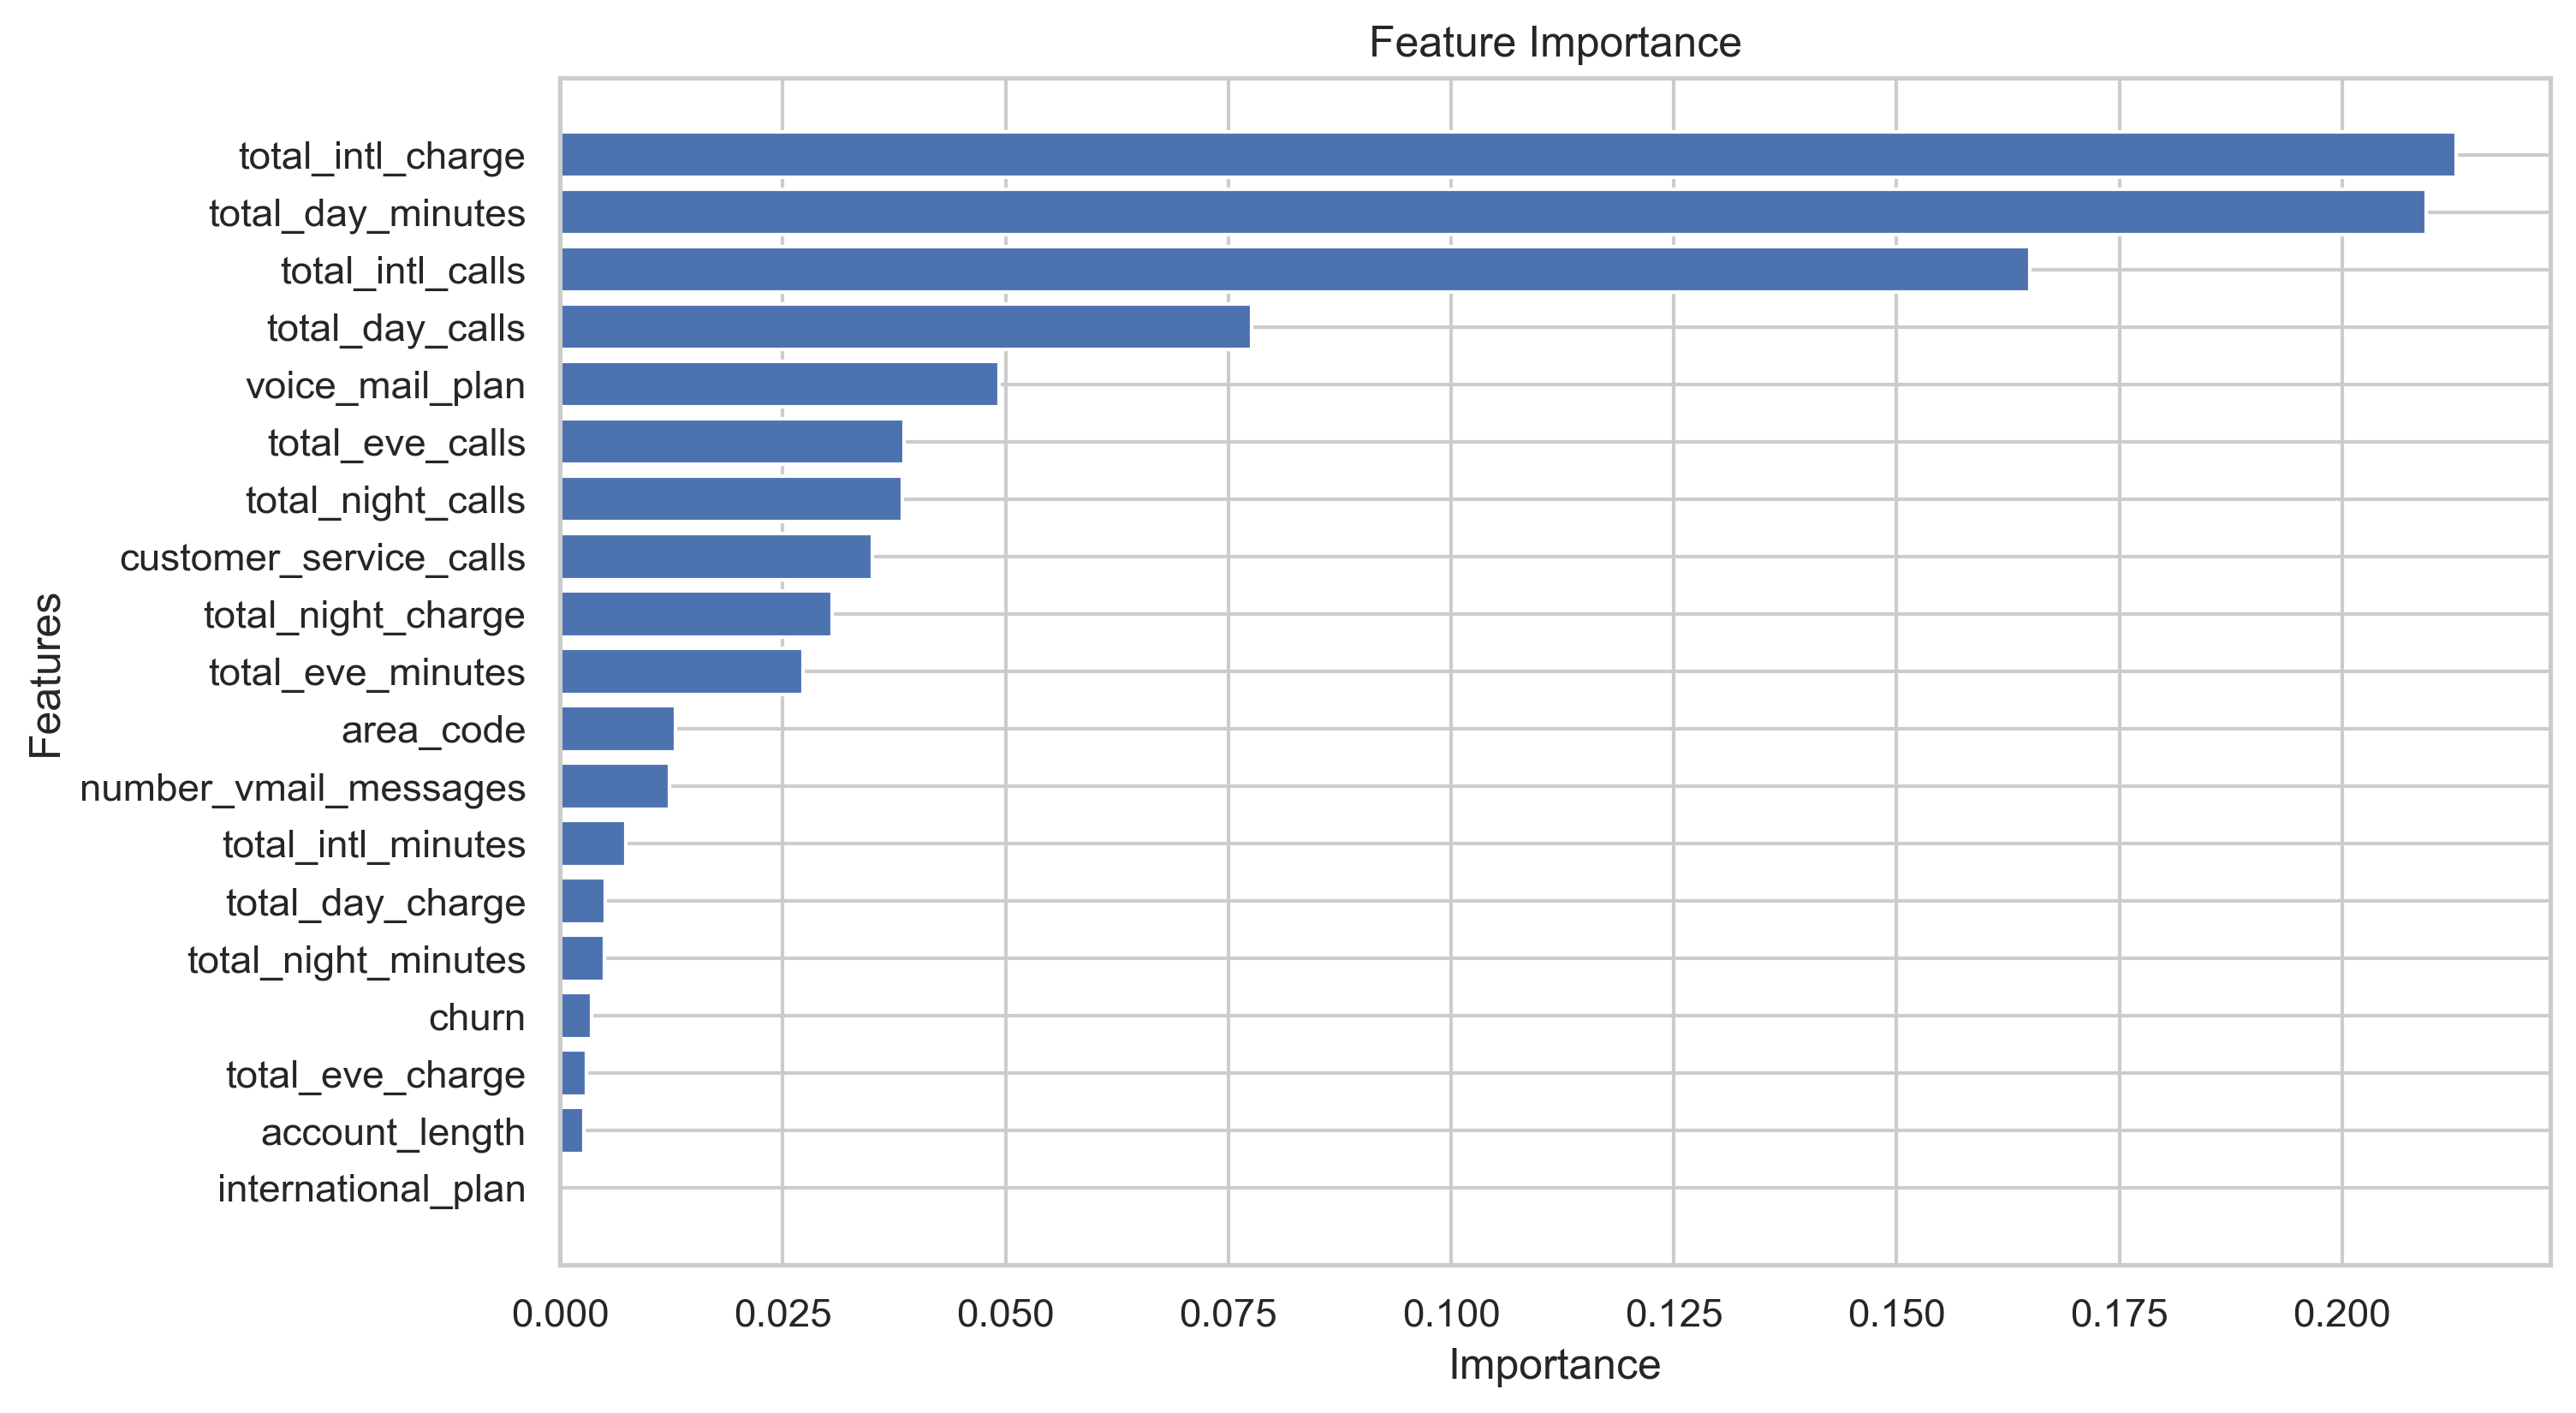 Feature Importance
total_intl_charge
total_day_minutes
total_intl_calls
total_day_calls
voice_mail_plan
total_eve_calls
total_night_calls
customer_service_calls
total_night_charge
total_eve_minutes
area_code
number_vmail_messages
total_intl_minutes
total_day_charge
total_night_minutes
churn
total_eve_charge
account_length
international_plan
Features
0.000 0.025 0.050 0.075 0.100 0.125 0.150 0.175 0.200
Importance